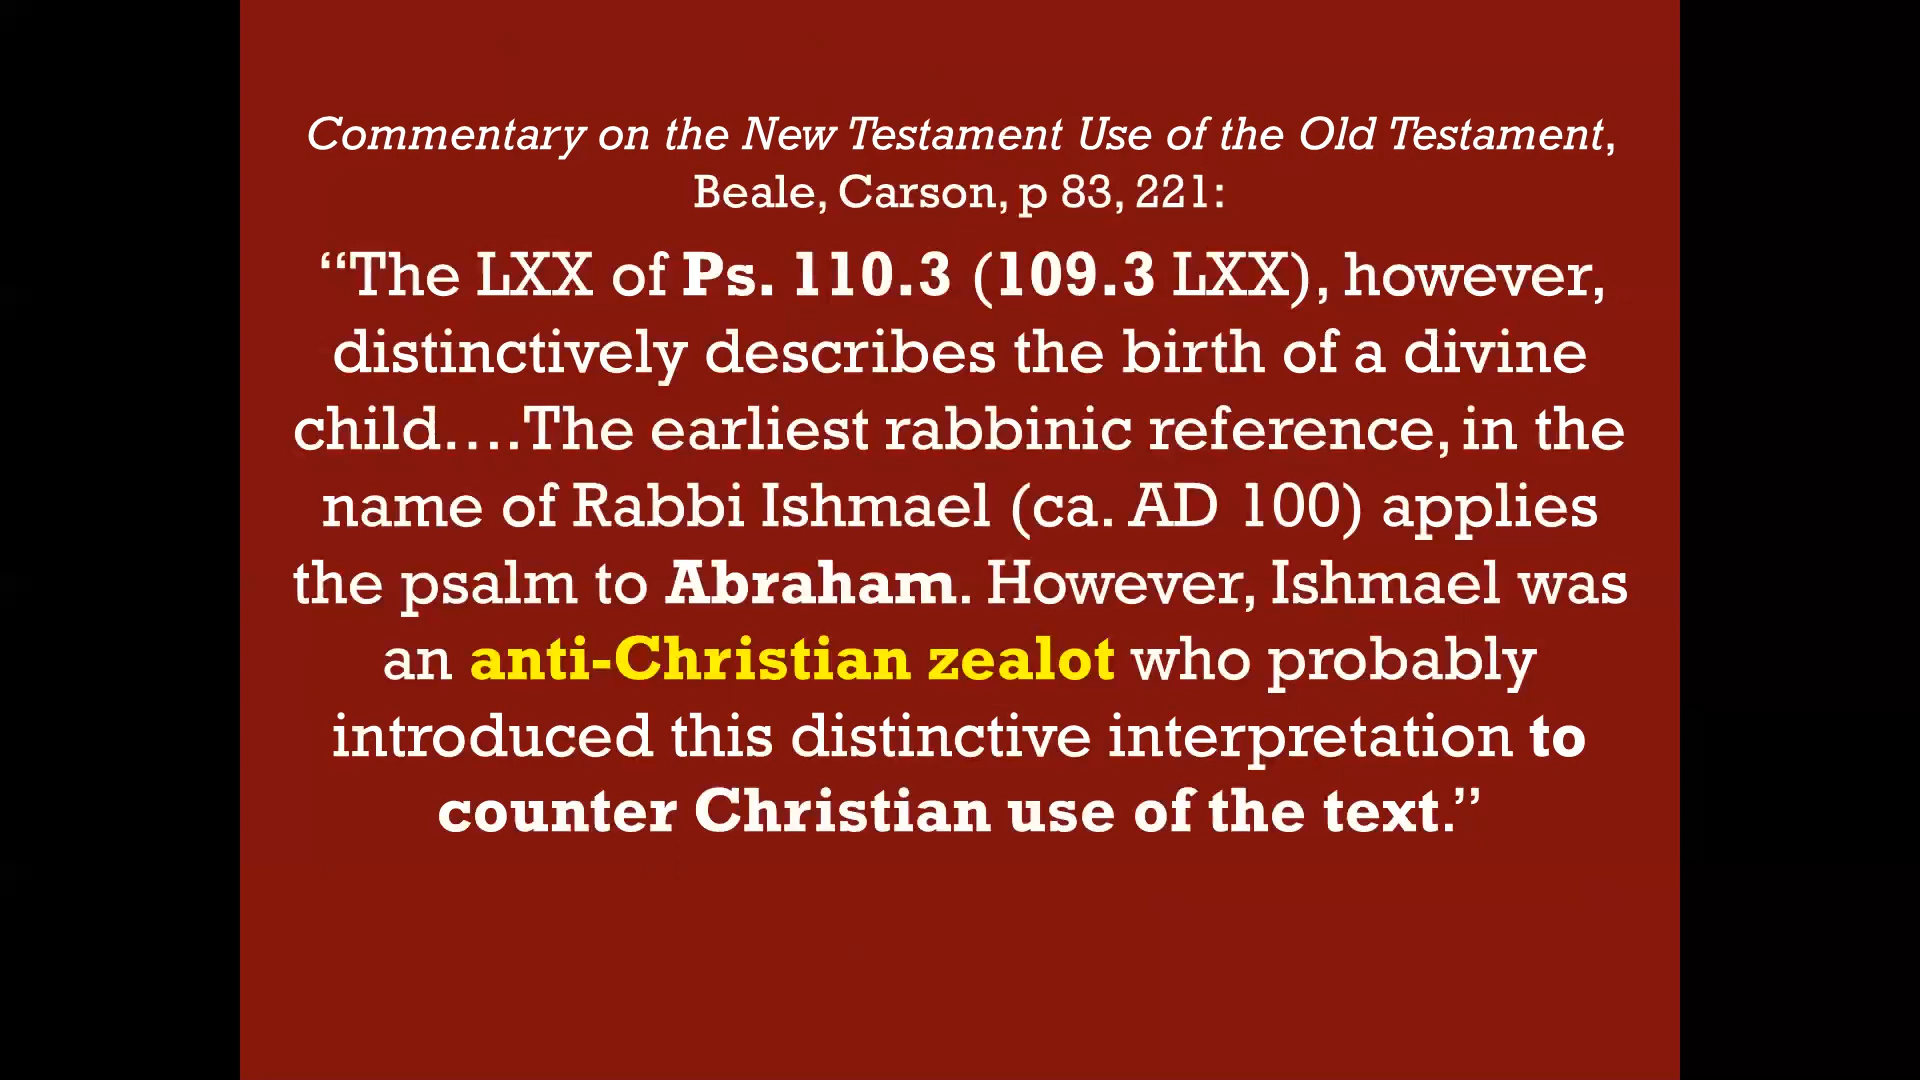 Commentary on the New Testament Use of the Old Testament,
Beale, Carson, p 83, 221:
“The LXX of Ps. 110.3 (109.3 LXX), however,
distinctively describes the birth of a divine
child….The earliest rabbinic reference, in the
name of Rabbi Ishmael (ca. AD 100) applies
the psalm to Abraham. However, Ishmael was
an anti-Christian zealot who probably
introduced this distinctive interpretation to
counter Christian use of the text.”